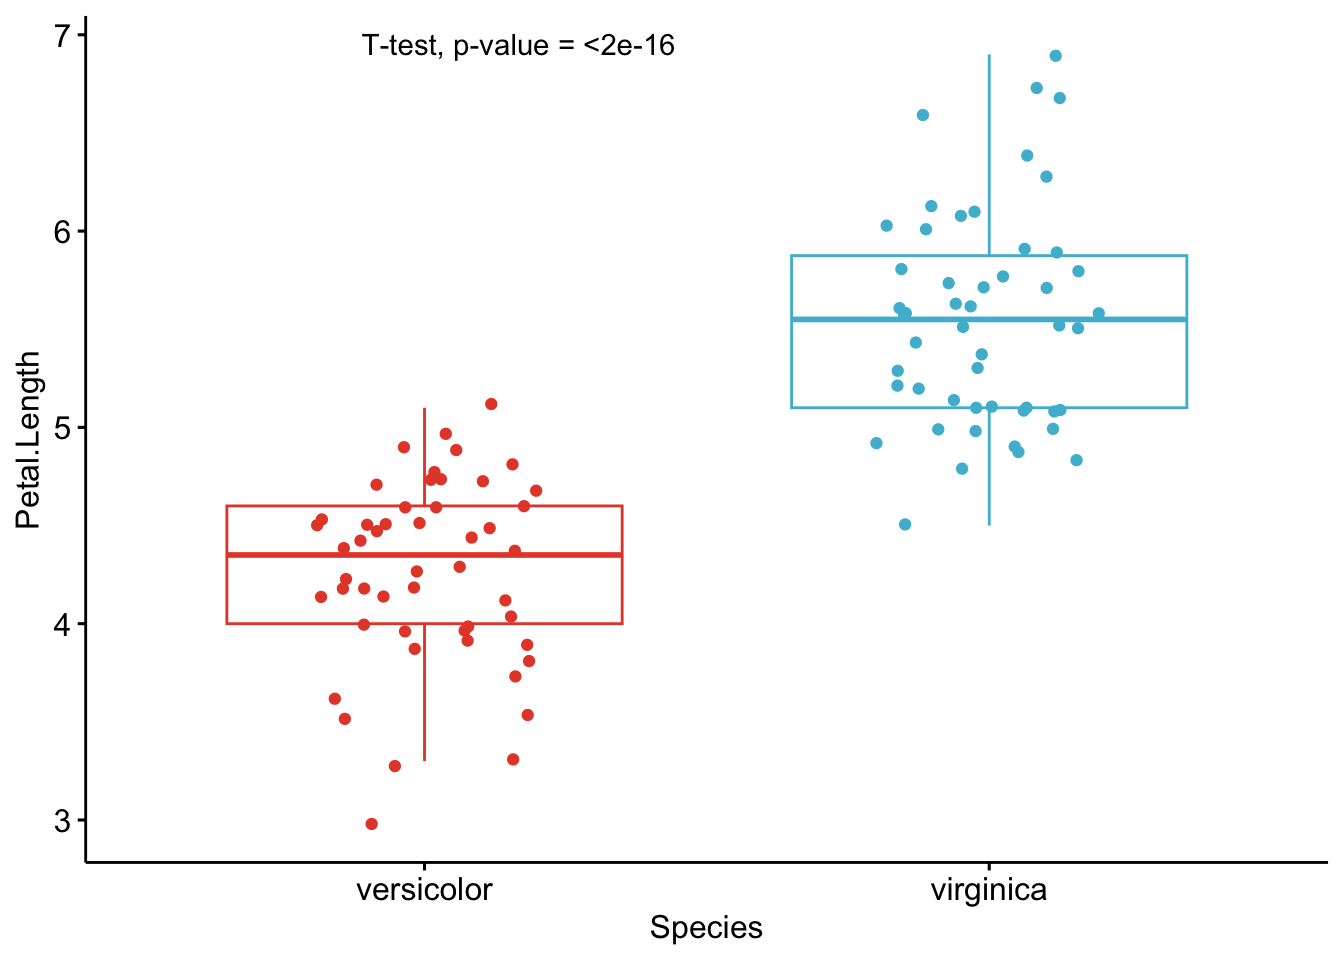 T-test, p-value = <2e-16
7
6
5
4
3
Petal.Length
versicolor
virginica
Species